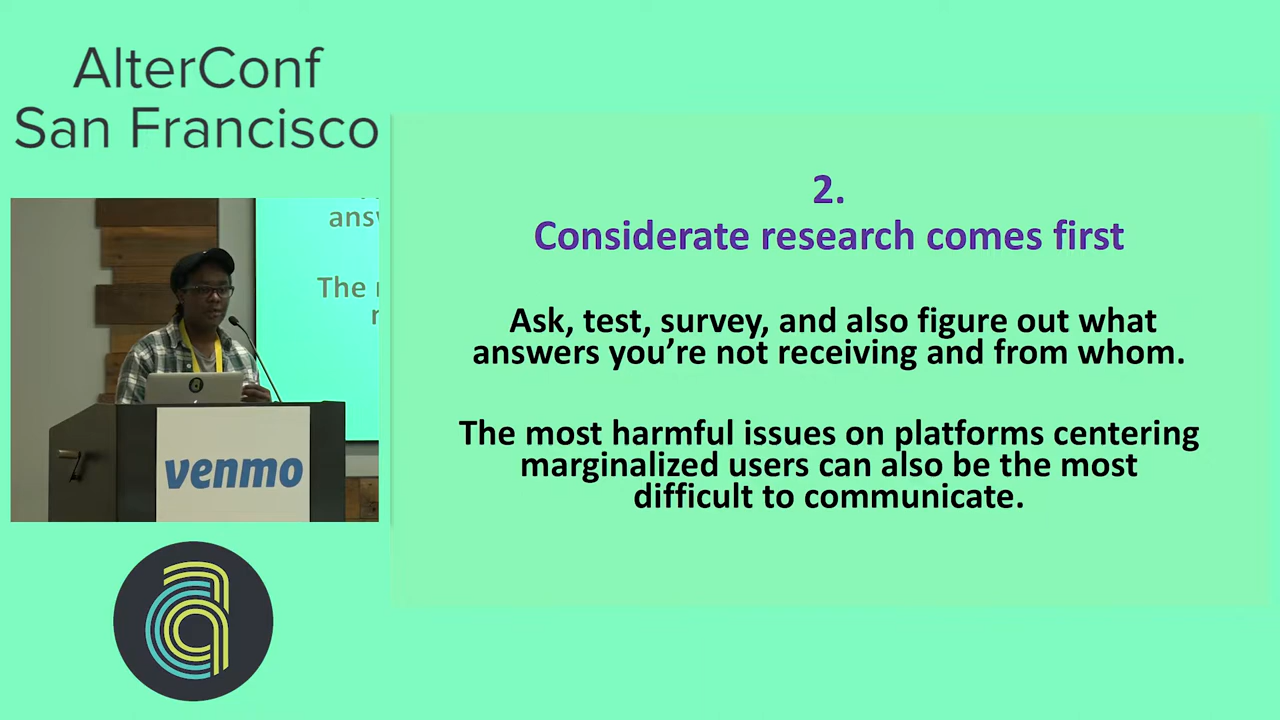 AlterConf
San Francisco
2.
Considerate research comes first
Ask, test, survey, and also figure out what
answers you're not receiving and from whom.
The most harmful issues on platforms centering
marginalized users can also be the most
difficult to communicate.
The
venmo